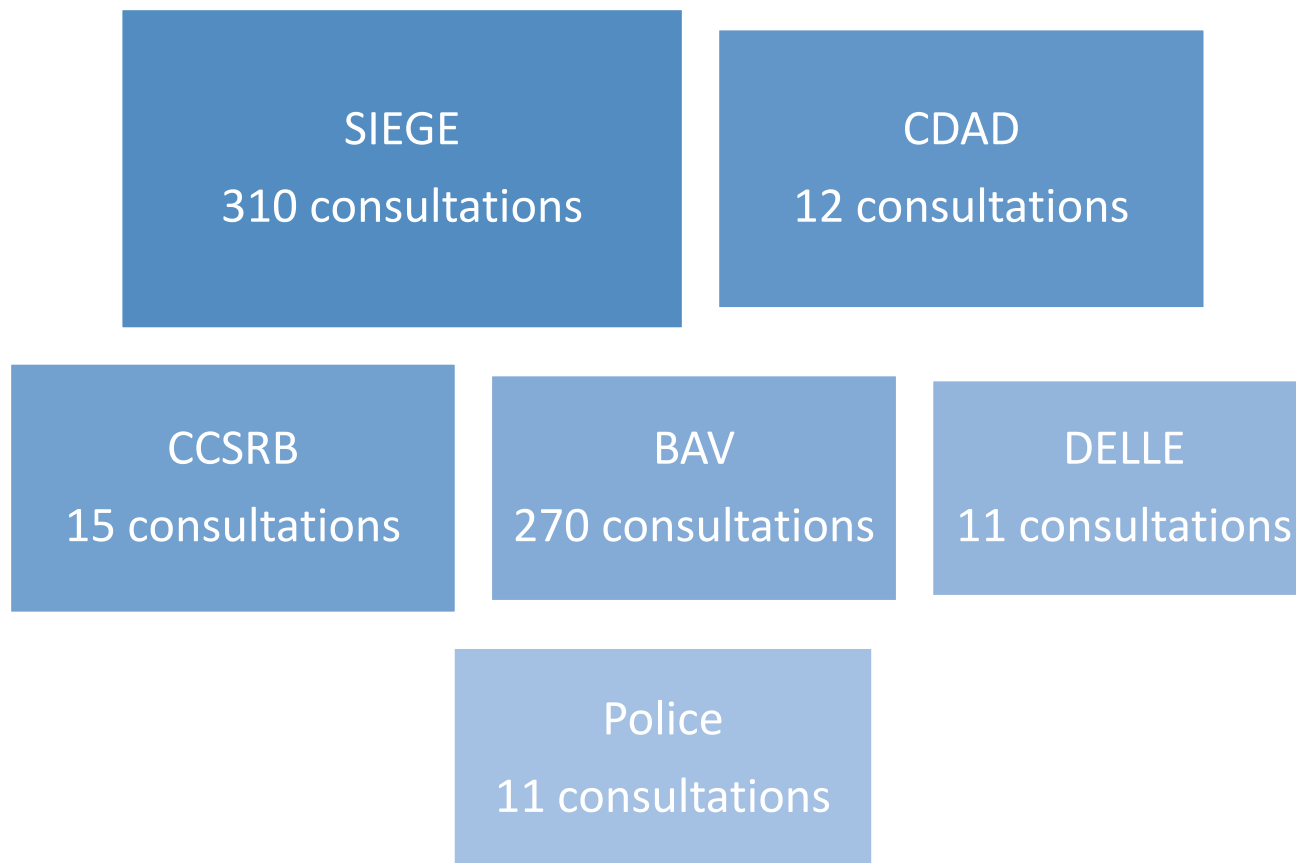 SIEGE
310 consultations
CDAD
12 consultations
CCSRB
15 consultations
BAV
270 consultations
DELLE
11 consultations
Police
11 consultations